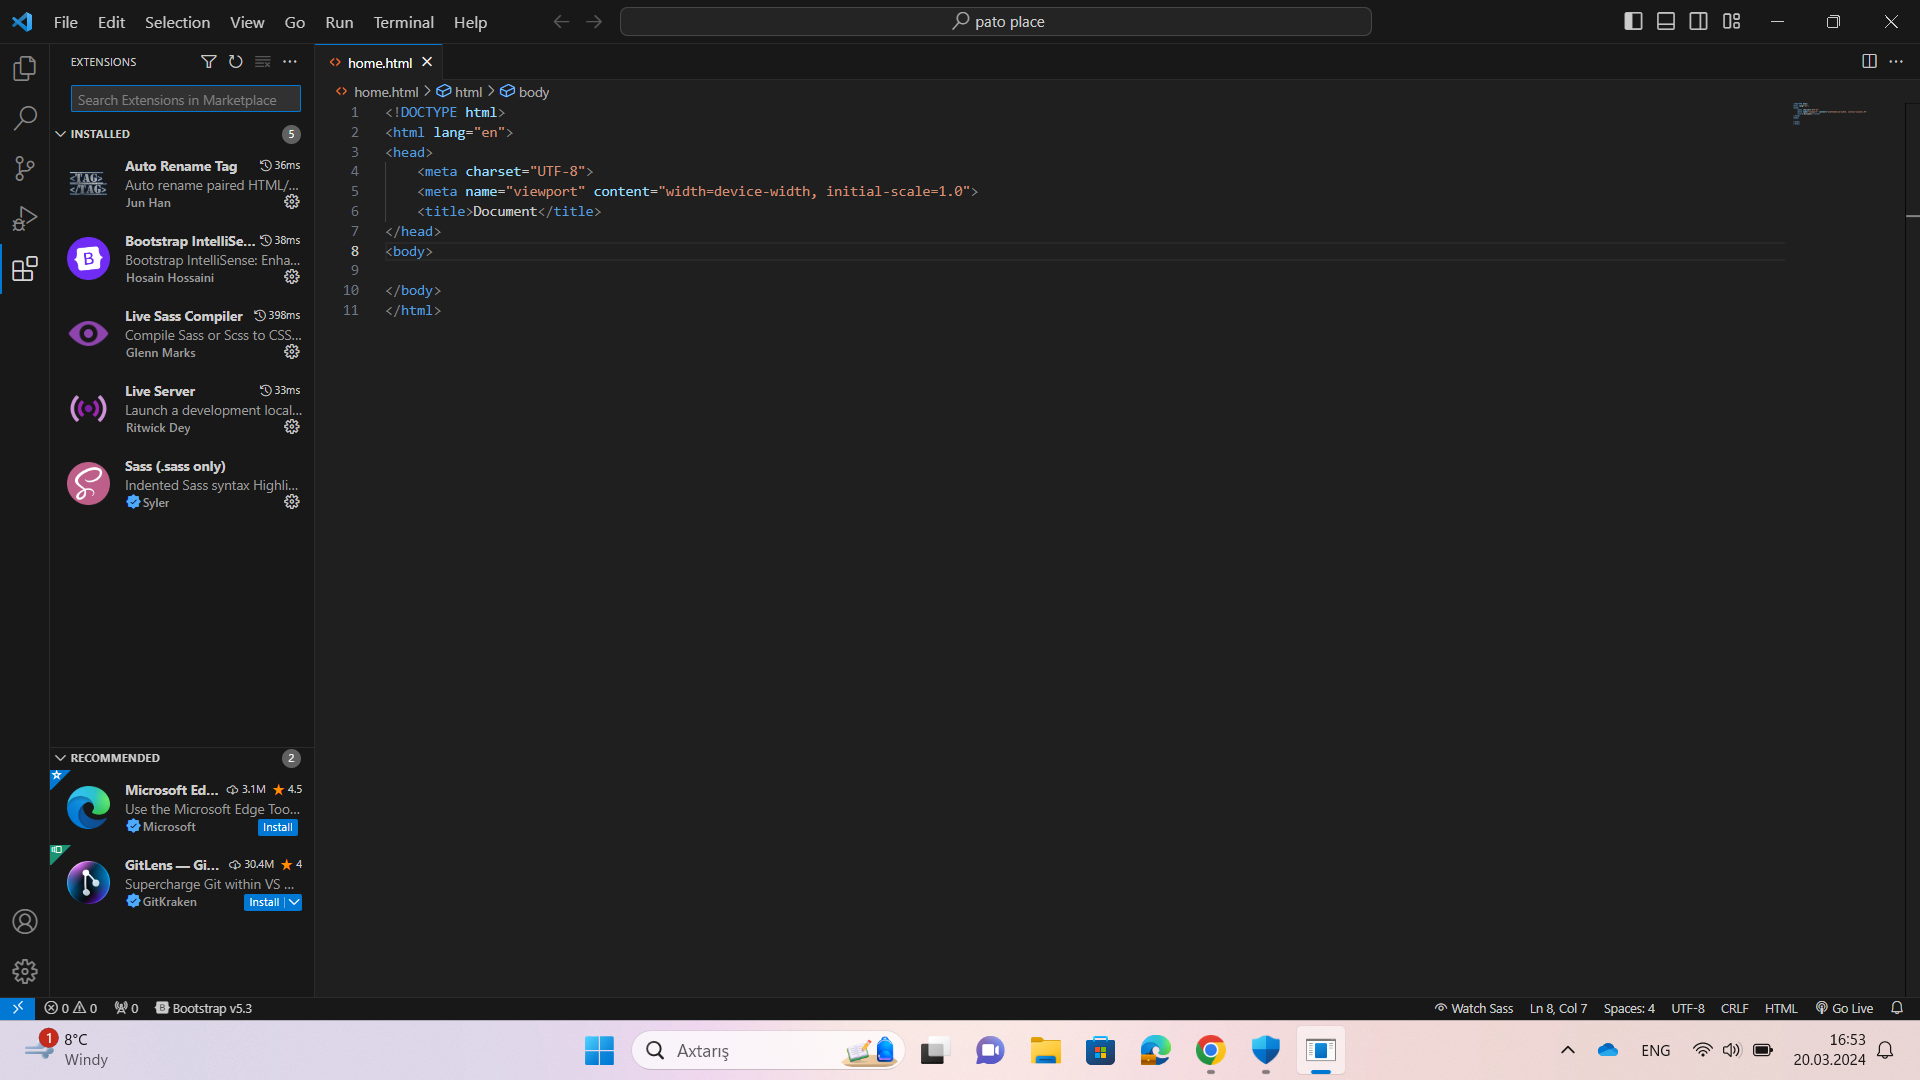 File Edit Selection View Go Run Terminal Help
pato place
EXTENSIONS
Search Extensions in Marketplace
INSTALLED 5
Auto Rename Tag 36ms
Auto rename paired HTML/...
Jun Han
Bootstrap IntelliSe... 38ms
Bootstrap IntelliSense: Enha...
Hosain Hossaini
Live Sass Compiler 398ms
Compile Sass or Scss to CSS...
Glenn Marks
Live Server 33ms
Launch a development local...
Ritwick Dey
Sass (.sass only)
Indented Sass syntax Highli...
Syler
RECOMMENDED 2
Microsoft Ed... 3.1M 4.5
Use the Microsoft Edge Too...
Microsoft Install
GitLens — Gi... 30.4M 4
Supercharge Git within VS ...
GitKraken Install
home.html
home.html > html > body
1 <!DOCTYPE html>
2 <html lang="en">
3 <head>
4     <meta charset="UTF-8">
5     <meta name="viewport" content="width=device-width, initial-scale=1.0">
6     <title>Document</title>
7 </head>
8 <body>
9
10 </body>
11 </html>
0 0 0 Bootstrap v5.3 Watch Sass Ln 8, Col 7 Spaces: 4 UTF-8 CRLF HTML Go Live
1 8°C
Windy
Axtarış
ENG
16:53
20.03.2024